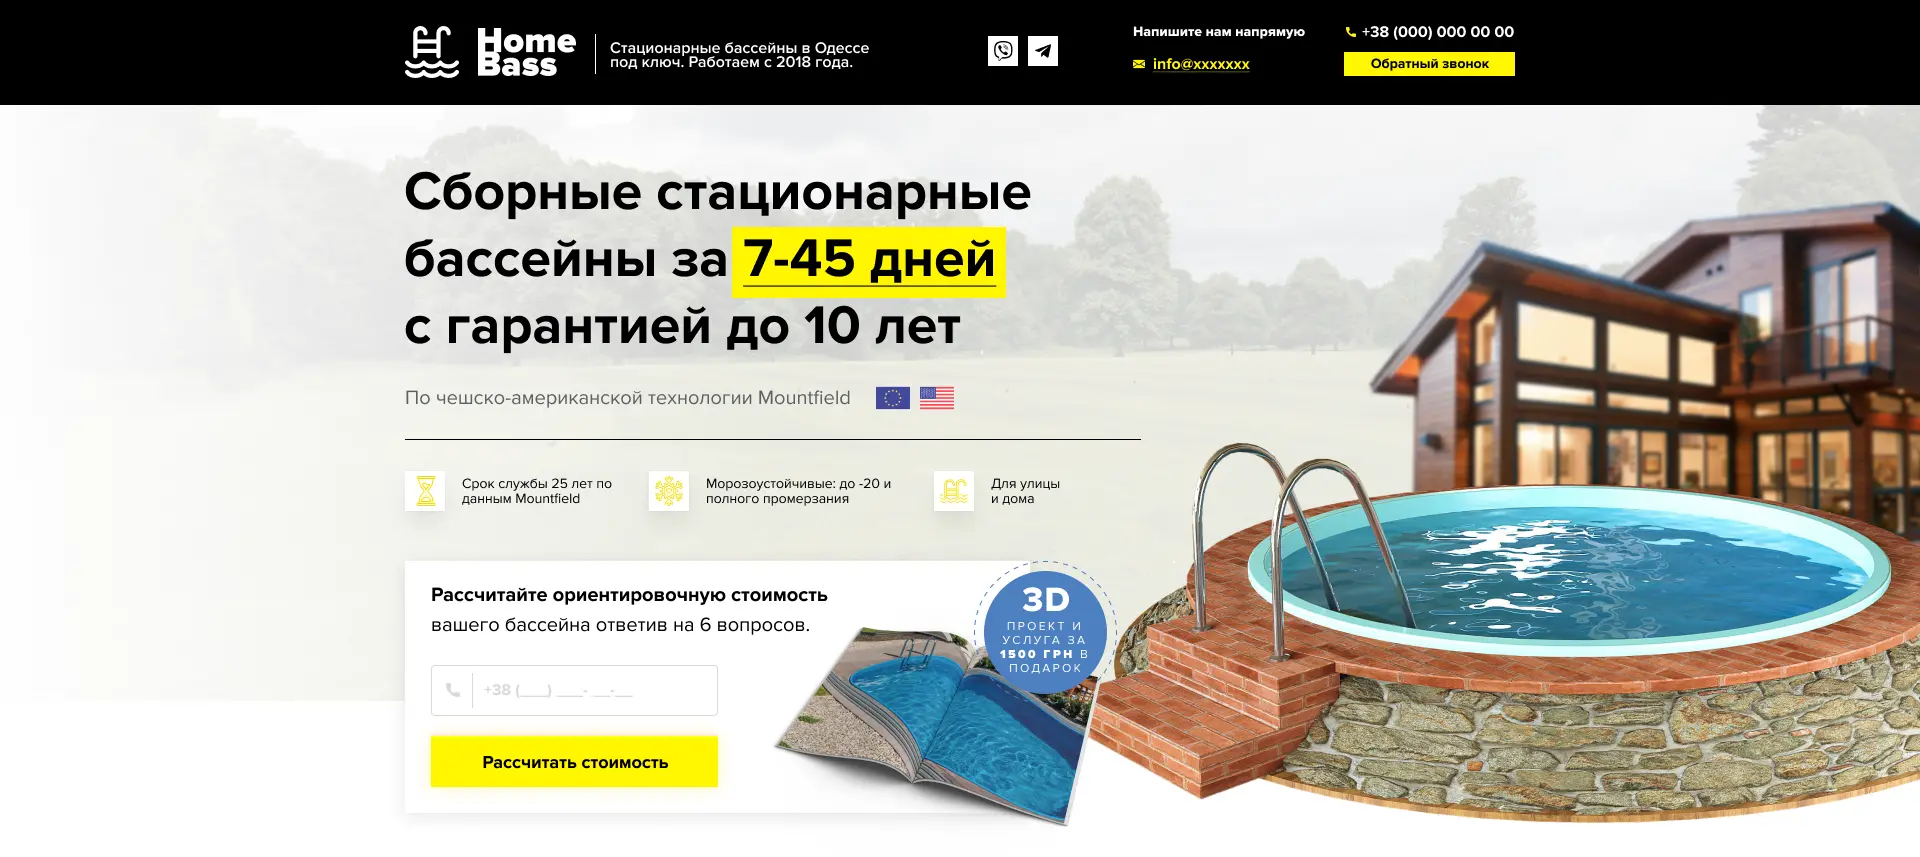 Home
Bass
Стационарные бассейны в Одессе
под ключ. Работаем с 2018 года.
Напишите нам напрямую
info@xxxxxxx
+38 (000) 000 00 00
Обратный звонок
Сборные стационарные
бассейны за 7-45 дней
с гарантией до 10 лет
По чешско-американской технологии Mountfield
Срок службы 25 лет по
данным Mountfield
Морозоустойчивые: до -20 и
полного промерзания
Для улицы
и дома
Рассчитайте ориентировочную стоимость
вашего бассейна ответив на 6 вопросов.
+38 (___) ___-__-__
Рассчитать стоимость
3D
ПРОЕКТ И
УСЛУГА ЗА
1500 ГРН В
ПОДАРОК